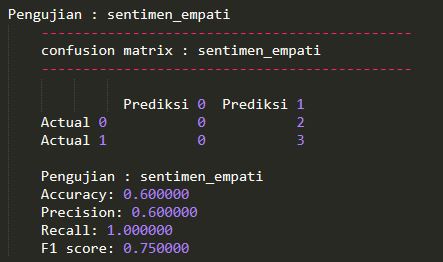 Pengujian : sentimen_empati
-------------------------------------------
confusion matrix : sentimen_empati
-------------------------------------------
Prediksi 0 Prediksi 1
Actual 0 0 2
Actual 1 0 3
Pengujian : sentimen_empati
Accuracy: 0.600000
Precision: 0.600000
Recall: 1.000000
F1 score: 0.750000